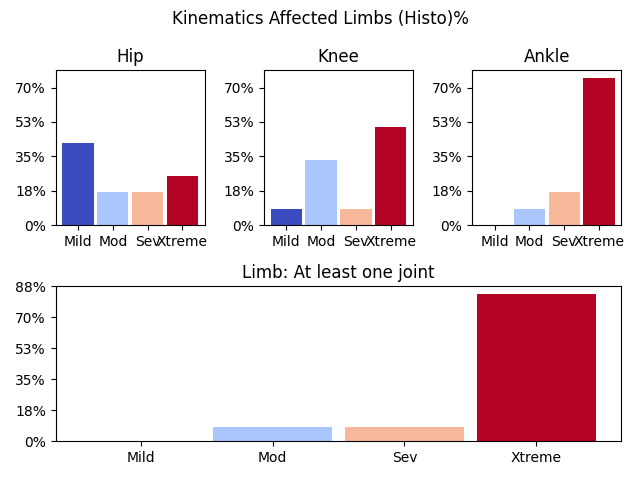 Kinematics Affected Limbs (Histo)%
Hip
Knee
Ankle
70%
53%
35%
18%
0%
Mild Mod Sev Xtreme
70%
53%
35%
18%
0%
Mild Mod Sev Xtreme
70%
53%
35%
18%
0%
Mild Mod Sev Xtreme
Limb: At least one joint
88%
70%
53%
35%
18%
0%
Mild Mod Sev Xtreme